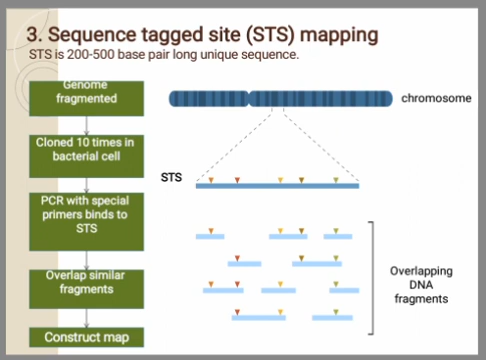 3. Sequence tagged site (STS) mapping
STS is 200-500 base pair long unique sequence.
Genome
fragmented
Cloned 10 times in
bacterial cell
PCR with special
primers binds to
STS
Overlap similar
fragments
Construct map
chromosome
STS
Overlapping
DNA
fragments